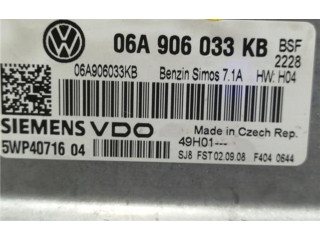 06A 906 033 KB BSF
2228
06A906033KB Benzin Simos 7.1A HW: H04
SIEMENS VDO Made in Czech Rep.
5WP40716 04 49H01---
SJ8 FST 02.09.08 F404 0644